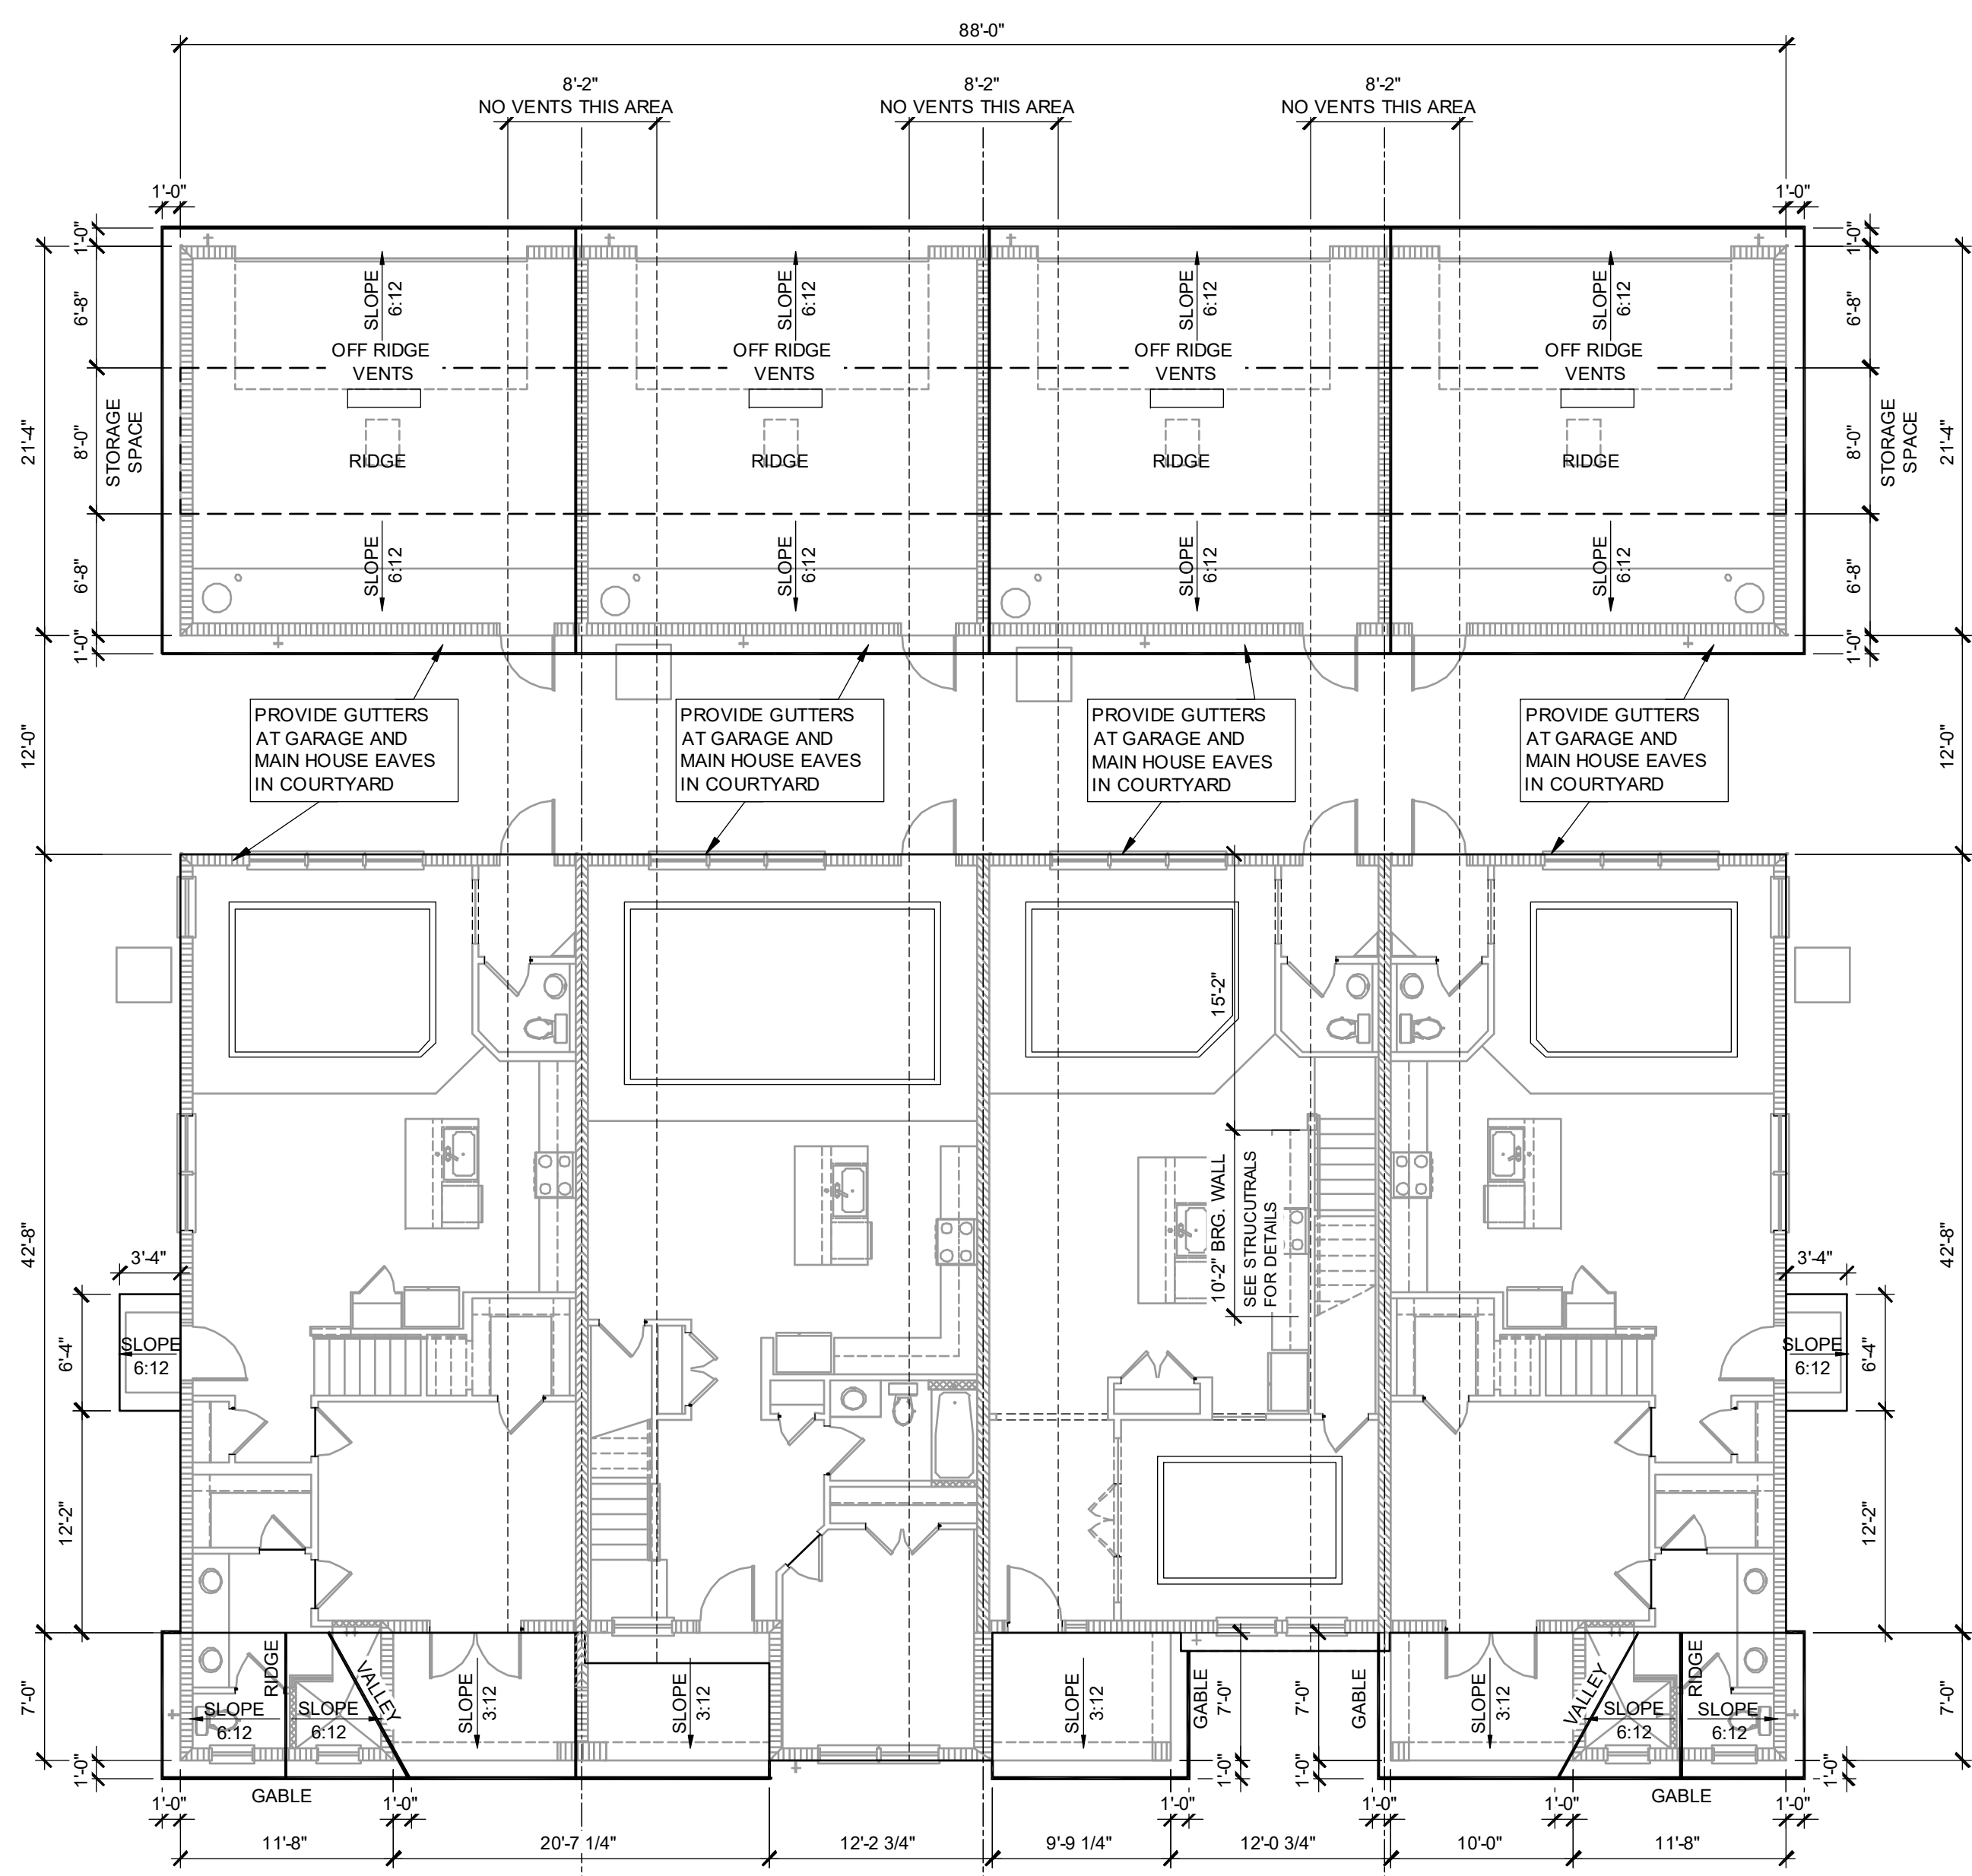 88'-0"
8'-2"
NO VENTS THIS AREA
8'-2"
NO VENTS THIS AREA
8'-2"
NO VENTS THIS AREA
1'-0"
1'-0"
1'-0"
6'-8"
8'-0"
STORAGE
SPACE
6'-8"
1'-0"
21'-4"
SLOPE
6:12
SLOPE
6:12
SLOPE
6:12
SLOPE
6:12
1'-0"
6'-8"
8'-0"
STORAGE
SPACE
6'-8"
1'-0"
21'-4"
OFF RIDGE
VENTS
OFF RIDGE
VENTS
OFF RIDGE
VENTS
OFF RIDGE
VENTS
RIDGE
RIDGE
RIDGE
RIDGE
SLOPE
6:12
SLOPE
6:12
SLOPE
6:12
SLOPE
6:12
12'-0"
PROVIDE GUTTERS
AT GARAGE AND
MAIN HOUSE EAVES
IN COURTYARD
PROVIDE GUTTERS
AT GARAGE AND
MAIN HOUSE EAVES
IN COURTYARD
PROVIDE GUTTERS
AT GARAGE AND
MAIN HOUSE EAVES
IN COURTYARD
PROVIDE GUTTERS
AT GARAGE AND
MAIN HOUSE EAVES
IN COURTYARD
12'-0"
15'-2"
10'-2" BRG. WALL
SEE STRUCUTRALS
FOR DETAILS
42'-8"
42'-8"
3'-4"
3'-4"
6'-4"
SLOPE
6:12
SLOPE
6:12
6'-4"
12'-2"
12'-2"
7'-0"
1'-0"
RIDGE
VALLEY
SLOPE
6:12
SLOPE
6:12
SLOPE
3:12
SLOPE
3:12
SLOPE
3:12
GABLE
7'-0"
1'-0"
7'-0"
1'-0"
GABLE
SLOPE
3:12
VALLEY
SLOPE
6:12
RIDGE
SLOPE
6:12
7'-0"
1'-0"
GABLE
GABLE
1'-0"
1'-0"
1'-0"
1'-0"
1'-0"
1'-0"
11'-8"
20'-7 1/4"
12'-2 3/4"
9'-9 1/4"
12'-0 3/4"
10'-0"
11'-8"